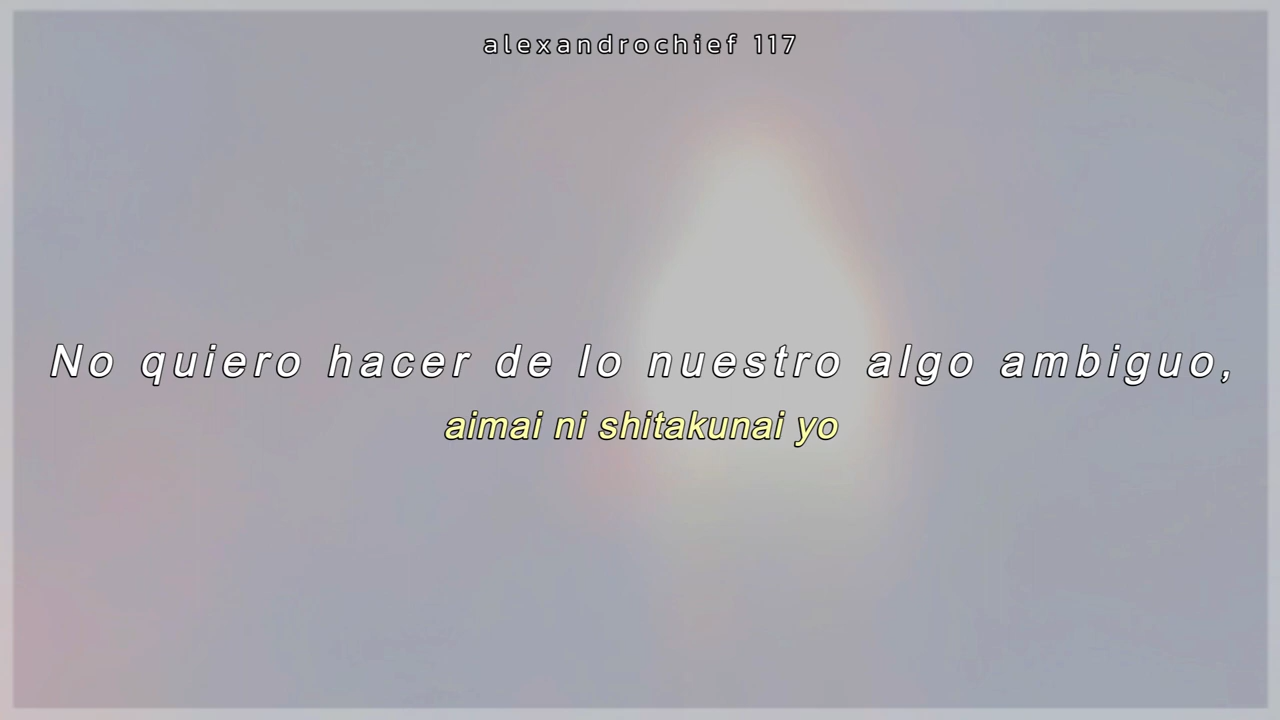 alexandrochief 117
No quiero hacer de lo nuestro algo ambiguo,
aimai ni shitakunai yo